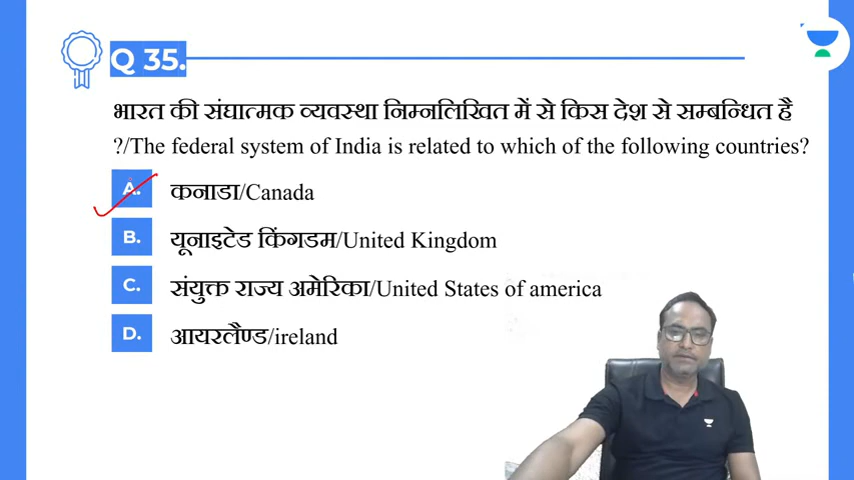 Q 35.
भारत की संघात्मक व्यवस्था निम्नलिखित में से किस देश से सम्बन्धित है
?/The federal system of India is related to which of the following countries?
A. कनाडा/Canada
B. यूनाइटेड किंगडम/United Kingdom
C. संयुक्त राज्य अमेरिका/United States of america
D. आयरलैण्ड/ireland